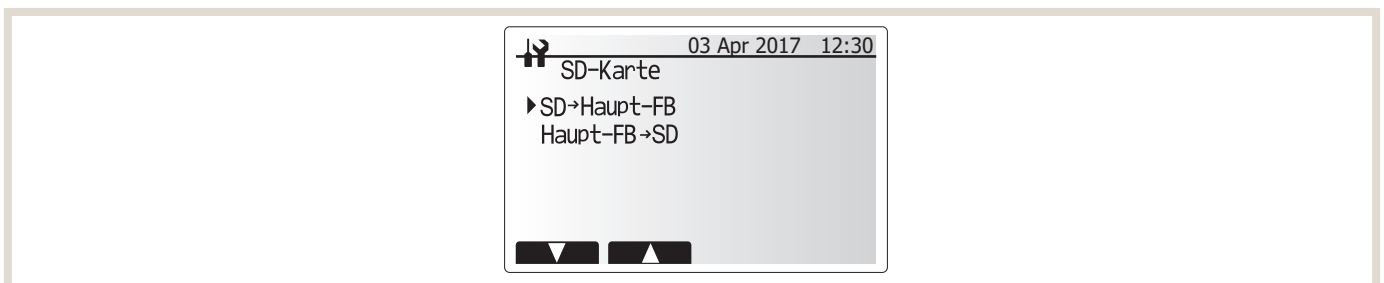 03 Apr 2017 12:30
SD-Karte
SD→Haupt-FB
Haupt-FB→SD